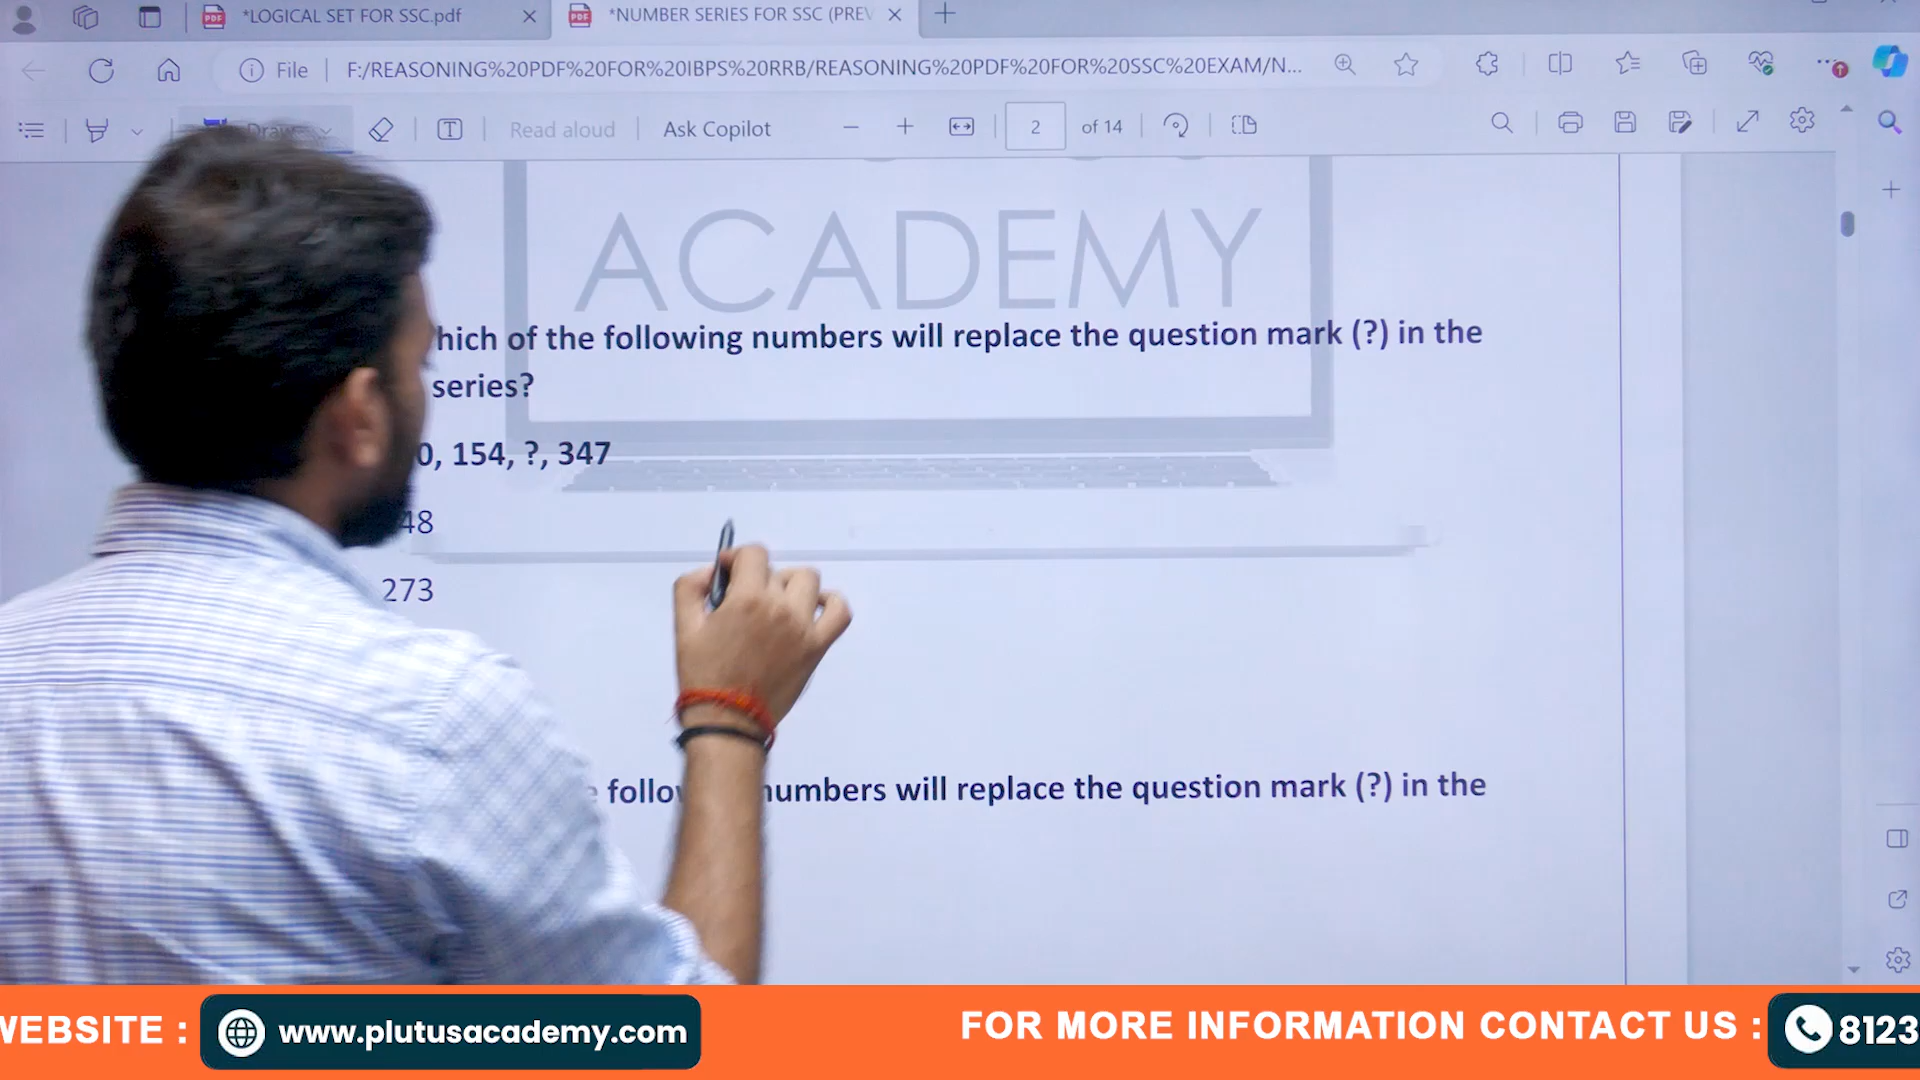 *LOGICAL SET FOR SSC.pdf
*NUMBER SERIES FOR SSC (PREV
File
F:/REASONING%20PDF%20FOR%20IBPS%20RRB/REASONING%20PDF%20FOR%20SSC%20EXAM/N...
Draw
Read aloud
Ask Copilot
2
of 14
ACADEMY
hich of the following numbers will replace the question mark (?) in the
series?
0, 154, ?, 347
48
273
e follow numbers will replace the question mark (?) in the
WEBSITE :
www.plutusacademy.com
FOR MORE INFORMATION CONTACT US :
8123